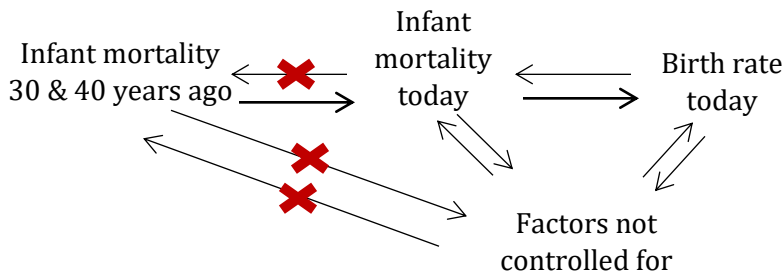 Infant mortality
30 & 40 years ago
Infant
mortality
today
Birth rate
today
Factors not
controlled for